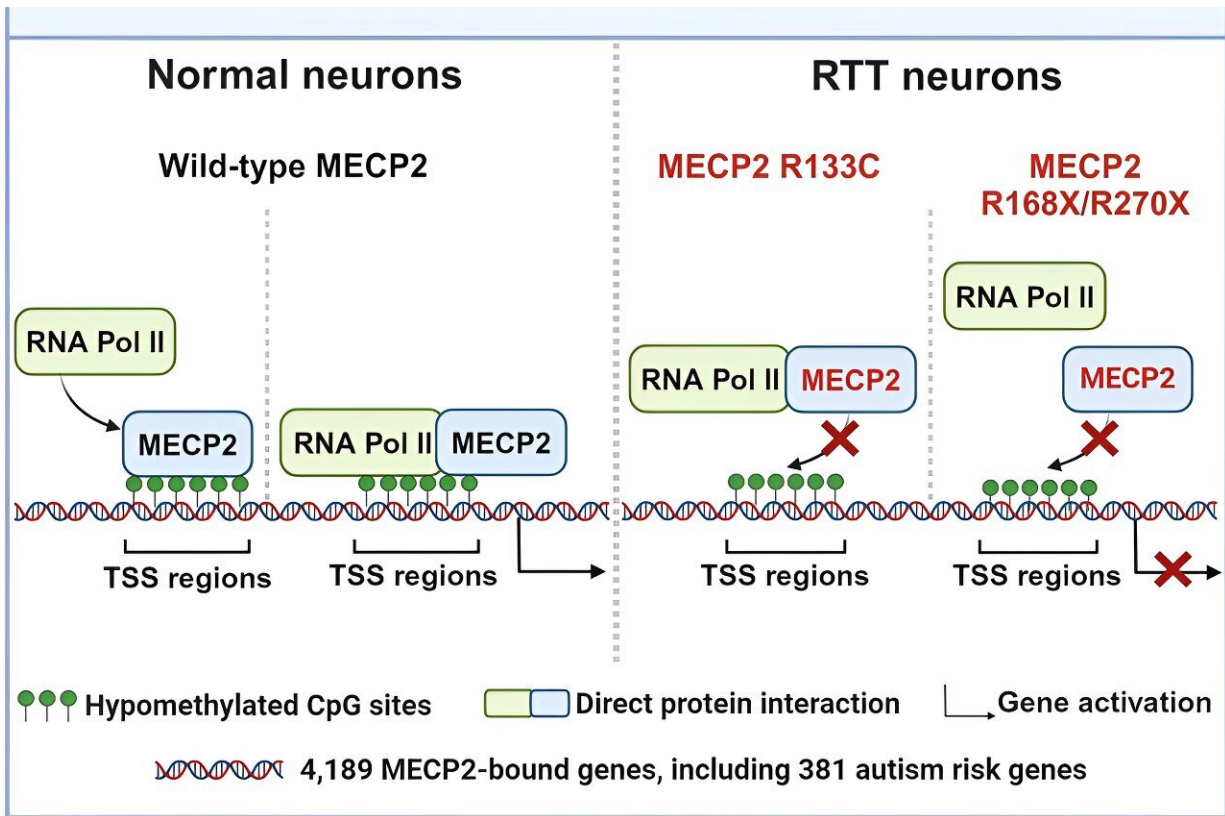 Normal neurons
Wild-type MECP2
RNA Pol II
MECP2
RNA Pol II
MECP2
TSS regions
TSS regions
RTT neurons
MECP2 R133C
MECP2
R168X/R270X
RNA Pol II
MECP2
RNA Pol II
MECP2
TSS regions
TSS regions
Hypomethylated CpG sites
Direct protein interaction
Gene activation
4,189 MECP2-bound genes, including 381 autism risk genes